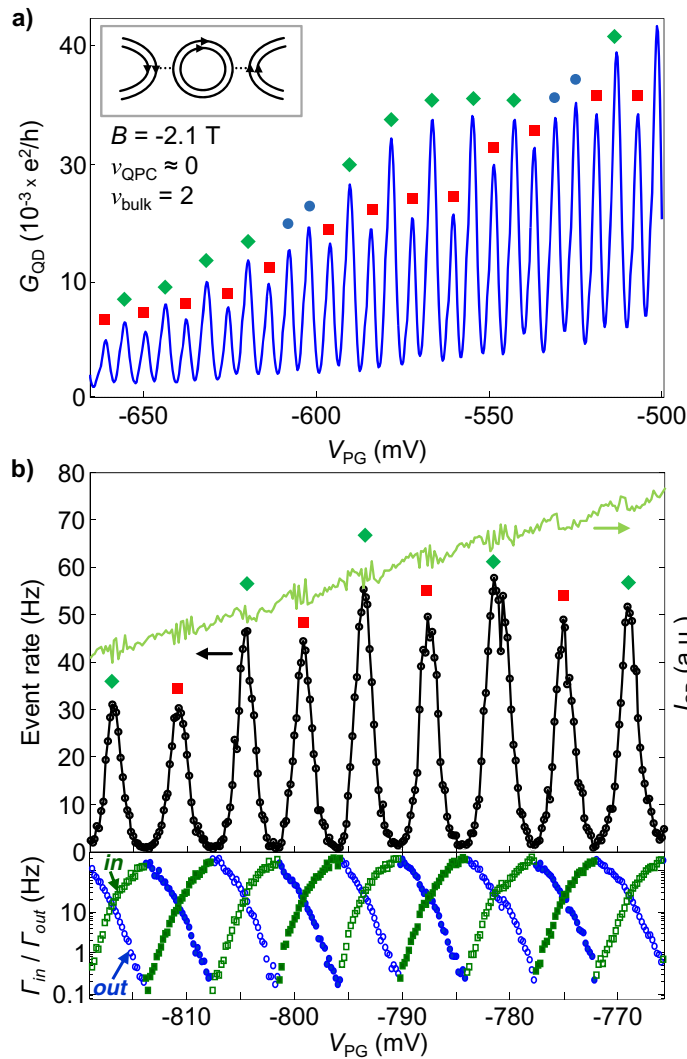 a)
40
30
10
0
G_QD (10⁻³ x e²/h)
B = -2.1 T
ν_QPC ≈ 0
ν_bulk = 2
-650
-600
-550
-500
V_PG (mV)
b)
80
70
60
50
40
30
20
10
0
Event rate (Hz)
in
out
10
1
0.1
Γ_in / Γ_out (Hz)
-810
-800
-790
-780
-770
V_PG (mV)